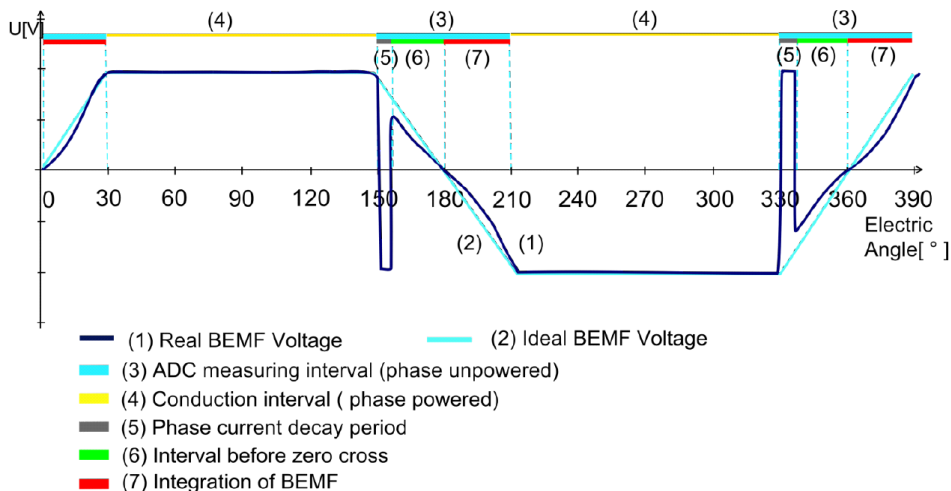 (4) (3) (4) (3)
U[V]
(5) (6) (7) (5) (6) (7)
0 30 60 90 120 150 180 210 240 270 300 330 360 390
(2) (1)
Electric
Angle[ ° ]
(1) Real BEMF Voltage (2) Ideal BEMF Voltage
(3) ADC measuring interval (phase unpowered)
(4) Conduction interval ( phase powered)
(5) Phase current decay period
(6) Interval before zero cross
(7) Integration of BEMF